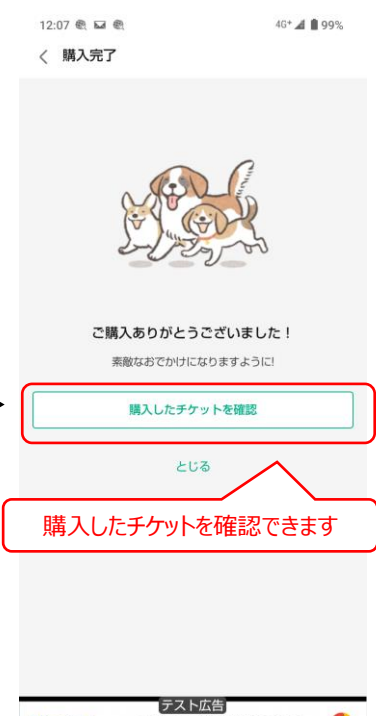 12:07 4G+ 99%
< 購入完了
ご購入ありがとうございました！
素敵なおでかけになりますように!
購入したチケットを確認
とじる
購入したチケットを確認できます
テスト広告